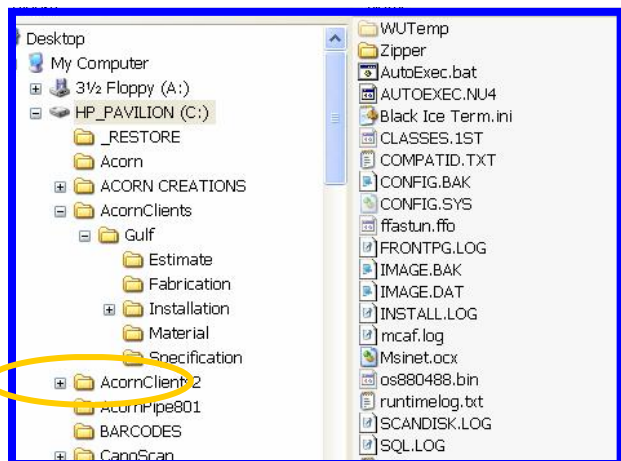 Desktop
My Computer
3½ Floppy (A:)
HP_PAVILION (C:)
_RESTORE
Acorn
ACORN CREATIONS
AcornClients
Gulf
Estimate
Fabrication
Installation
Material
Specification
AcornClients2
AcornPipe801
BARCODES
CanoScan
WUTemp
Zipper
AutoExec.bat
AUTOEXEC.NU4
Black Ice Term.ini
CLASSES.1ST
COMPATID.TXT
CONFIG.BAK
CONFIG.SYS
ffastun.ffo
FRONTPG.LOG
IMAGE.BAK
IMAGE.DAT
INSTALL.LOG
mcaf.log
Msinet.ocx
os880488.bin
runtimelog.txt
SCANDISK.LOG
SQL.LOG